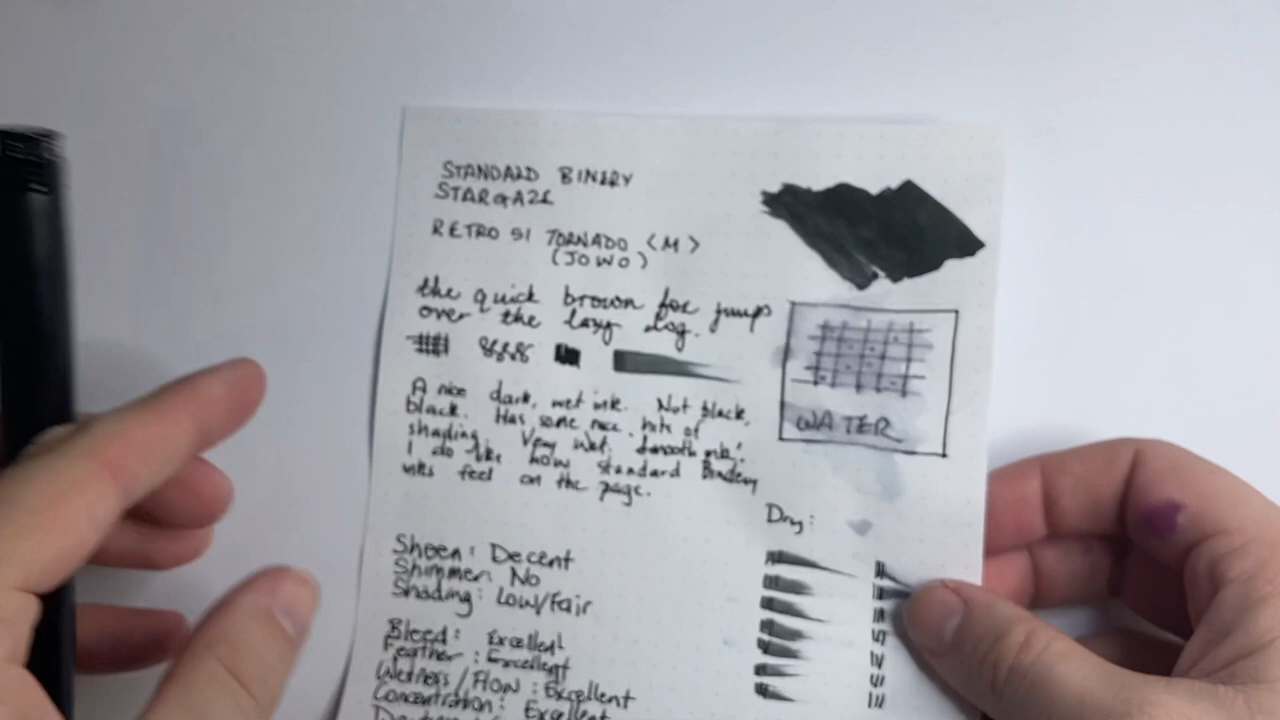 STANDARD BINERY
STARGAZE
RETRO 51 TORNADO <M>
(JOWO)
the quick brown fox jumps
over the lazy dog.
A nice dark, wet ink. Not black,
black. Has some nice hits of
shading. Very wet, smooth ink.
I do like how Standard Bindery
inks feel on the page.
WATER
Dry:
Sheen: Decent
Shimmer: No
Shading: Low/Fair
Bleed: Excellent
Feather: Excellent
Wetness/Flow: Excellent
Concentration: Excellent